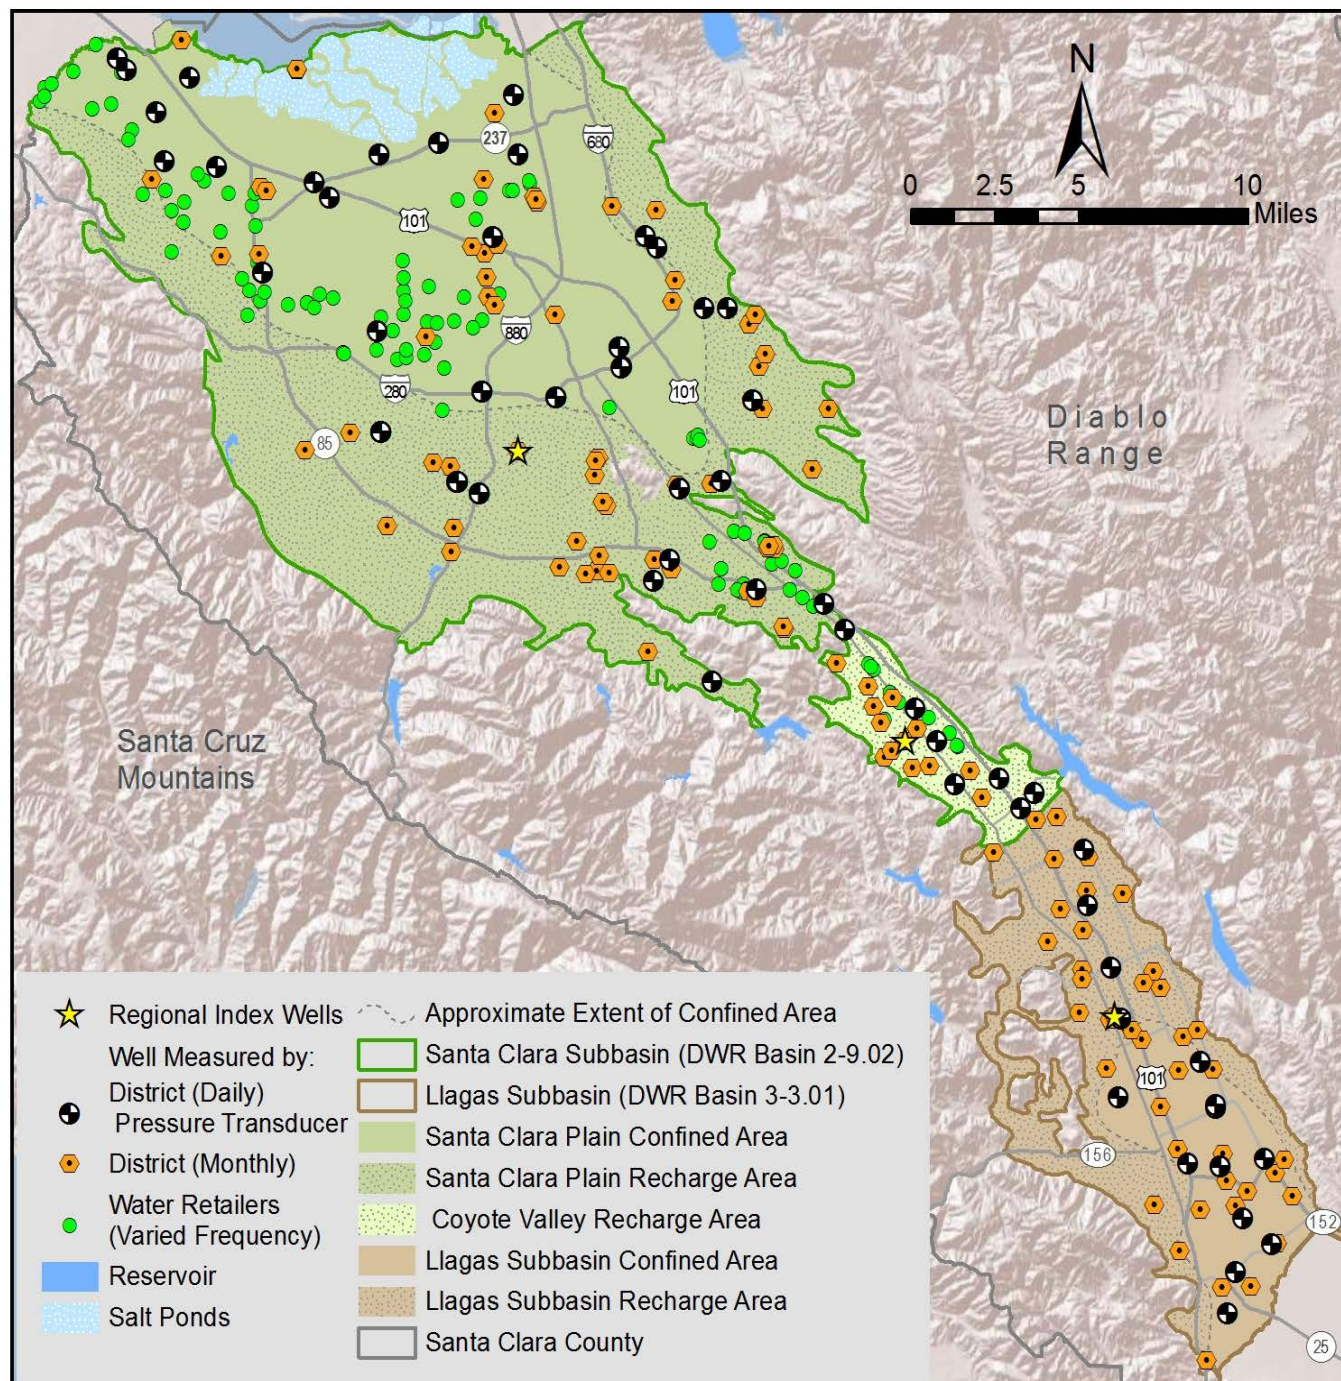 N
237
680
0 2.5 5 10
Miles
101
880
280
101
85
Diablo
Range
Santa Cruz
Mountains
101
156
152
25
Regional Index Wells
Well Measured by:
District (Daily)
Pressure Transducer
District (Monthly)
Water Retailers
(Varied Frequency)
Reservoir
Salt Ponds
Approximate Extent of Confined Area
Santa Clara Subbasin (DWR Basin 2-9.02)
Llagas Subbasin (DWR Basin 3-3.01)
Santa Clara Plain Confined Area
Santa Clara Plain Recharge Area
Coyote Valley Recharge Area
Llagas Subbasin Confined Area
Llagas Subbasin Recharge Area
Santa Clara County